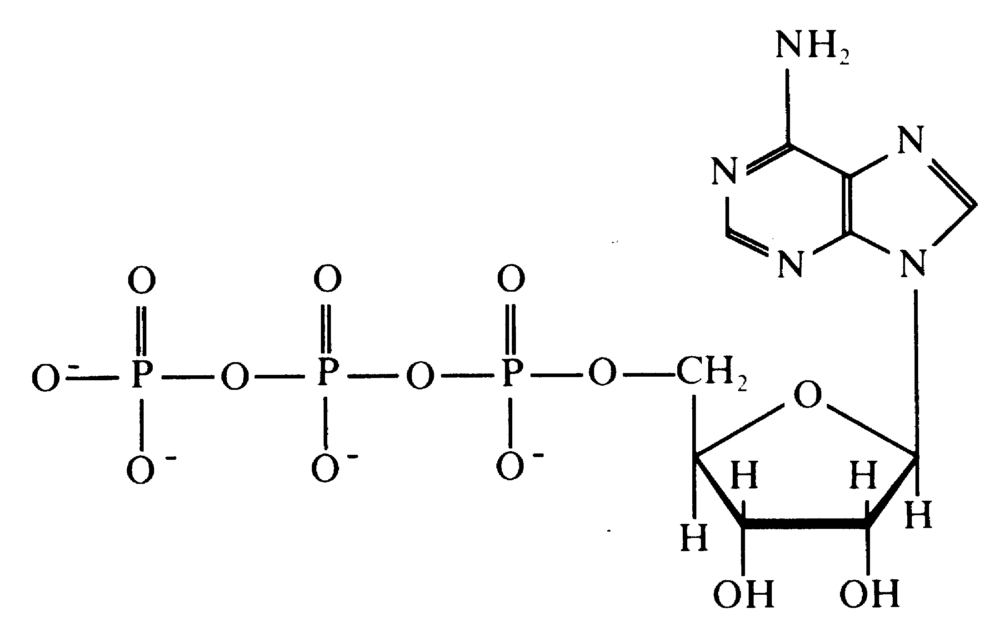 NH₂
N
N
N
N
O O O
O⁻ P O P O P O CH₂
O
O⁻ O⁻ O⁻
H H
H
H
OH OH